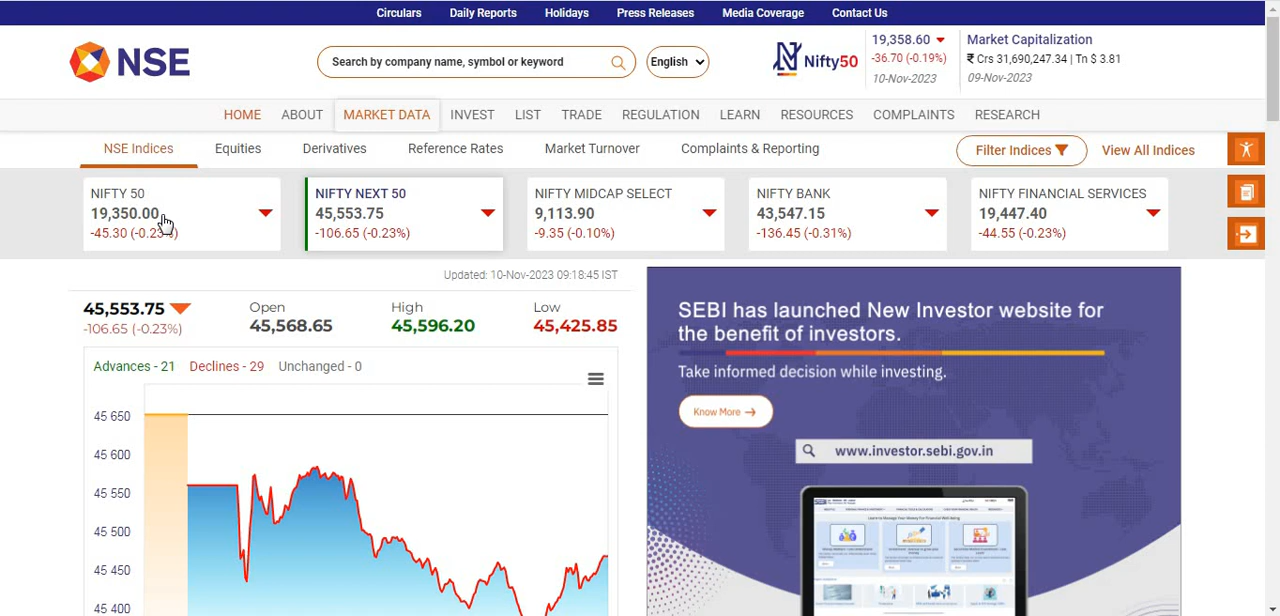 Circulars Daily Reports Holidays Press Releases Media Coverage Contact Us
NSE
Search by company name, symbol or keyword
English
Nifty50
19,358.60
-36.70 (-0.19%)
10-Nov-2023
Market Capitalization
₹ Crs 31,690,247.34 | Tn $ 3.81
09-Nov-2023
HOME ABOUT MARKET DATA INVEST LIST TRADE REGULATION LEARN RESOURCES COMPLAINTS RESEARCH
NSE Indices Equities Derivatives Reference Rates Market Turnover Complaints & Reporting
Filter Indices View All Indices
NIFTY 50
19,350.00
-45.30 (-0.23%)
NIFTY NEXT 50
45,553.75
-106.65 (-0.23%)
NIFTY MIDCAP SELECT
9,113.90
-9.35 (-0.10%)
NIFTY BANK
43,547.15
-136.45 (-0.31%)
NIFTY FINANCIAL SERVICES
19,447.40
-44.55 (-0.23%)
Updated: 10-Nov-2023 09:18:45 IST
45,553.75
-106.65 (-0.23%)
Open
45,568.65
High
45,596.20
Low
45,425.85
Advances - 21 Declines - 29 Unchanged - 0
45 650
45 600
45 550
45 500
45 450
45 400
SEBI has launched New Investor website for
the benefit of investors.
Take informed decision while investing.
Know More
www.investor.sebi.gov.in